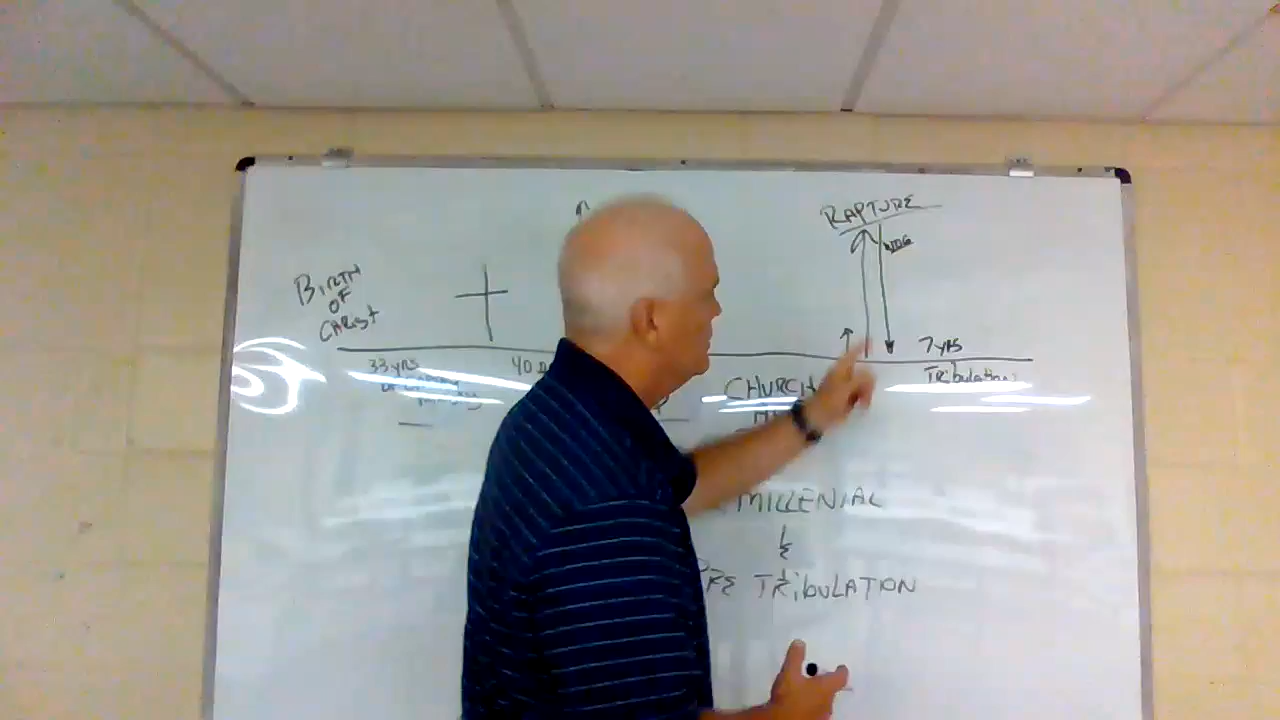 RAPTURE
BIRTH
OF
CHRIST
33 yrs
40
7 yrs
Tribulation
CHURCH
MILLENIAL
&
PRE TRIBULATION